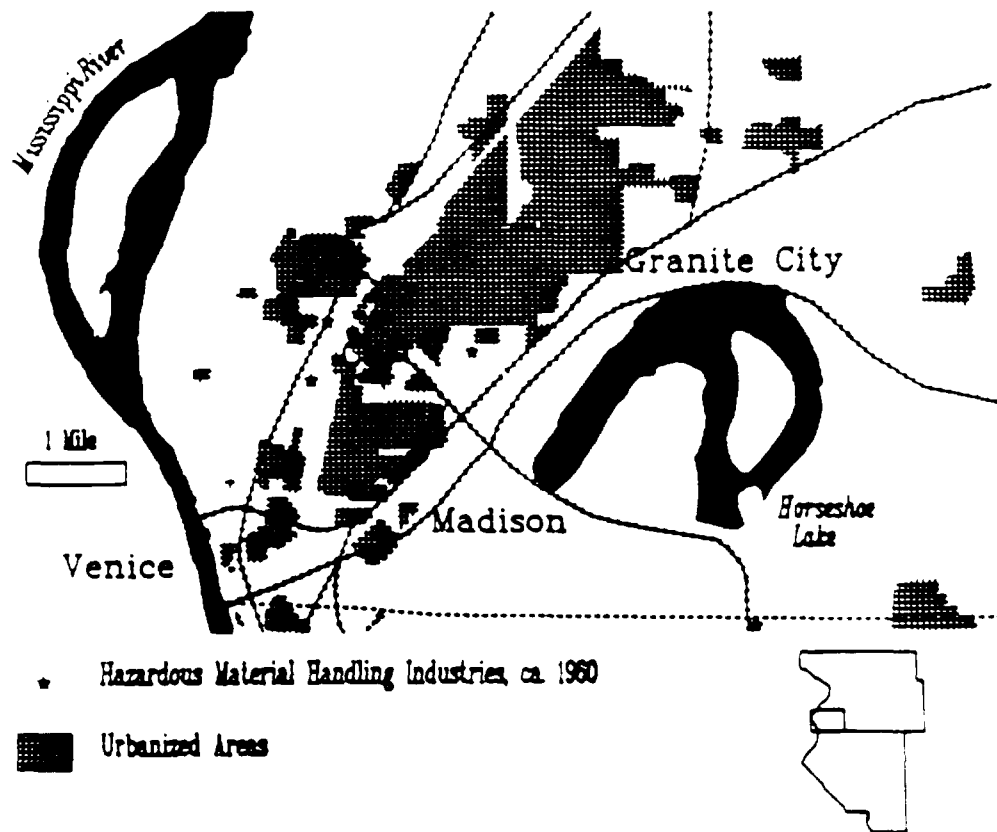 Mississippi River
Granite City
1 Mile
Horseshoe
Lake
Madison
Venice
Hazardous Material Handling Industries, ca. 1960
Urbanized Areas